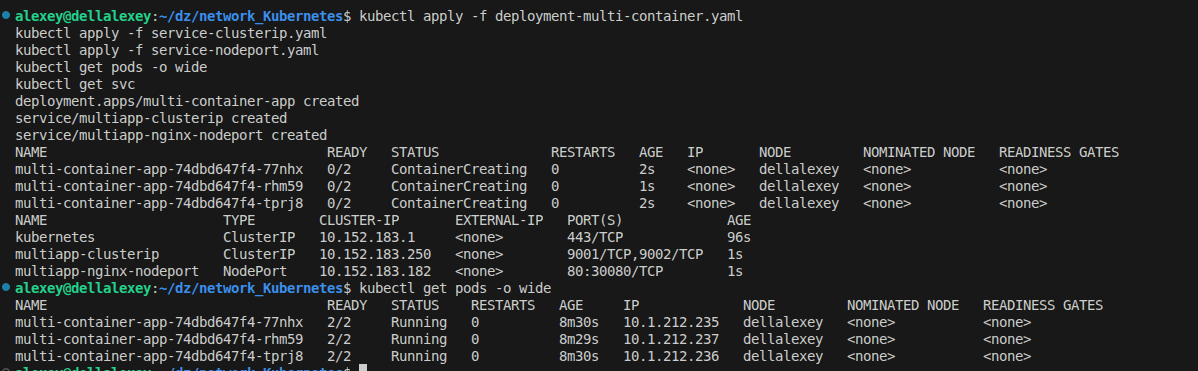 alexey@dellalexey:~/dz/network_Kubernetes$ kubectl apply -f deployment-multi-container.yaml
kubectl apply -f service-clusterip.yaml
kubectl apply -f service-nodeport.yaml
kubectl get pods -o wide
kubectl get svc
deployment.apps/multi-container-app created
service/multiapp-clusterip created
service/multiapp-nginx-nodeport created
NAME                                   READY   STATUS              RESTARTS   AGE   IP       NODE         NOMINATED NODE   READINESS GATES
multi-container-app-74dbd647f4-77nhx   0/2     ContainerCreating   0          2s    <none>   dellalexey   <none>           <none>
multi-container-app-74dbd647f4-rhm59   0/2     ContainerCreating   0          1s    <none>   dellalexey   <none>           <none>
multi-container-app-74dbd647f4-tprj8   0/2     ContainerCreating   0          2s    <none>   dellalexey   <none>           <none>
NAME                      TYPE        CLUSTER-IP       EXTERNAL-IP   PORT(S)             AGE
kubernetes                ClusterIP   10.152.183.1     <none>        443/TCP             96s
multiapp-clusterip        ClusterIP   10.152.183.250   <none>        9001/TCP,9002/TCP   1s
multiapp-nginx-nodeport   NodePort    10.152.183.182   <none>        80:30080/TCP        1s
alexey@dellalexey:~/dz/network_Kubernetes$ kubectl get pods -o wide
NAME                                   READY   STATUS    RESTARTS   AGE     IP             NODE         NOMINATED NODE   READINESS GATES
multi-container-app-74dbd647f4-77nhx   2/2     Running   0          8m30s   10.1.212.235   dellalexey   <none>           <none>
multi-container-app-74dbd647f4-rhm59   2/2     Running   0          8m29s   10.1.212.237   dellalexey   <none>           <none>
multi-container-app-74dbd647f4-tprj8   2/2     Running   0          8m30s   10.1.212.236   dellalexey   <none>           <none>
alexey@dellalexey:~/dz/network_Kubernetes$